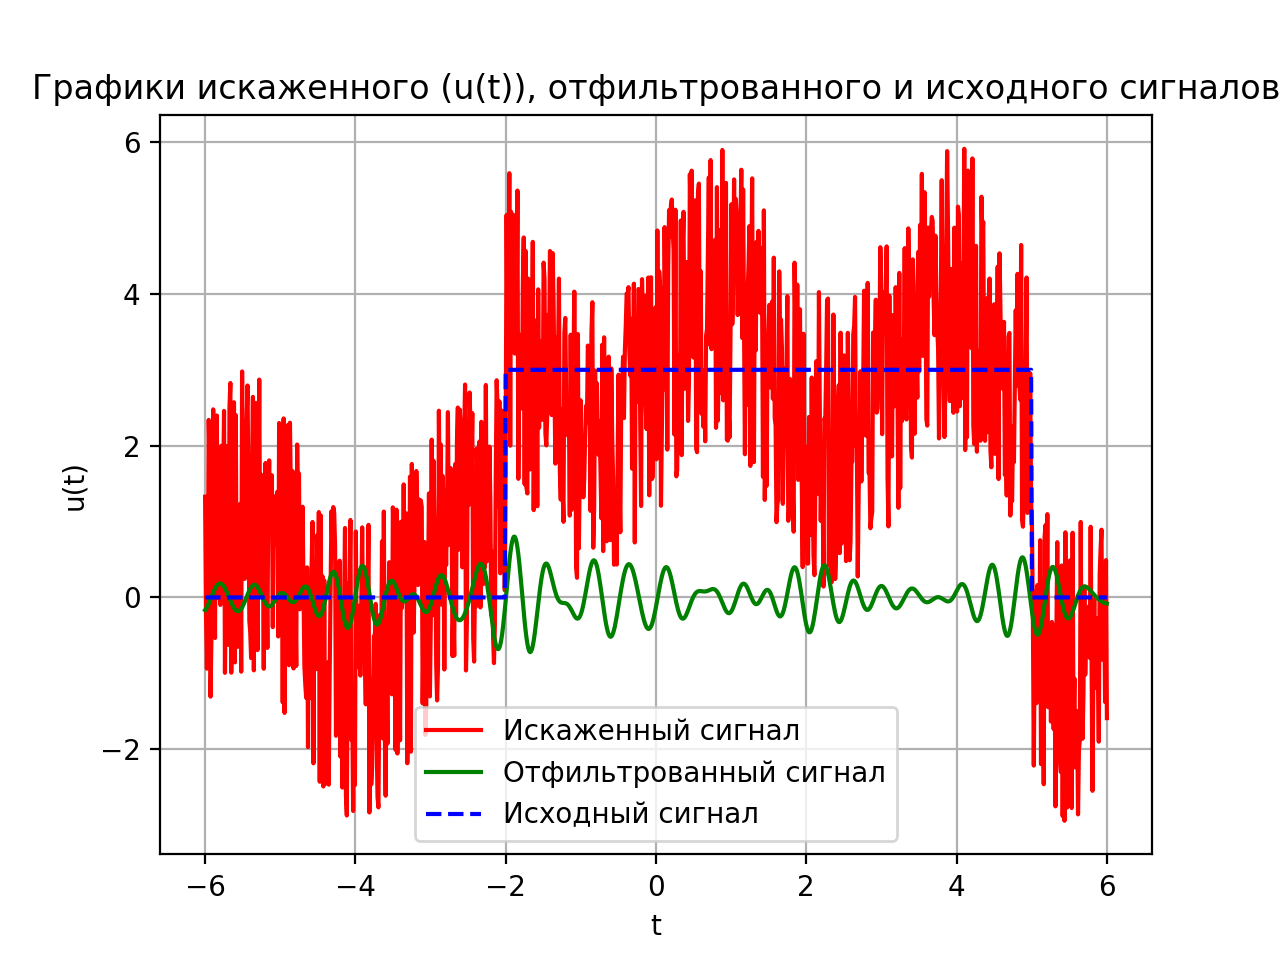 Графики искаженного (u(t)), отфильтрованного и исходного сигналов
6
4
2
0
−2
u(t)
Искаженный сигнал
Отфильтрованный сигнал
Исходный сигнал
−6 −4 −2 0 2 4 6
t